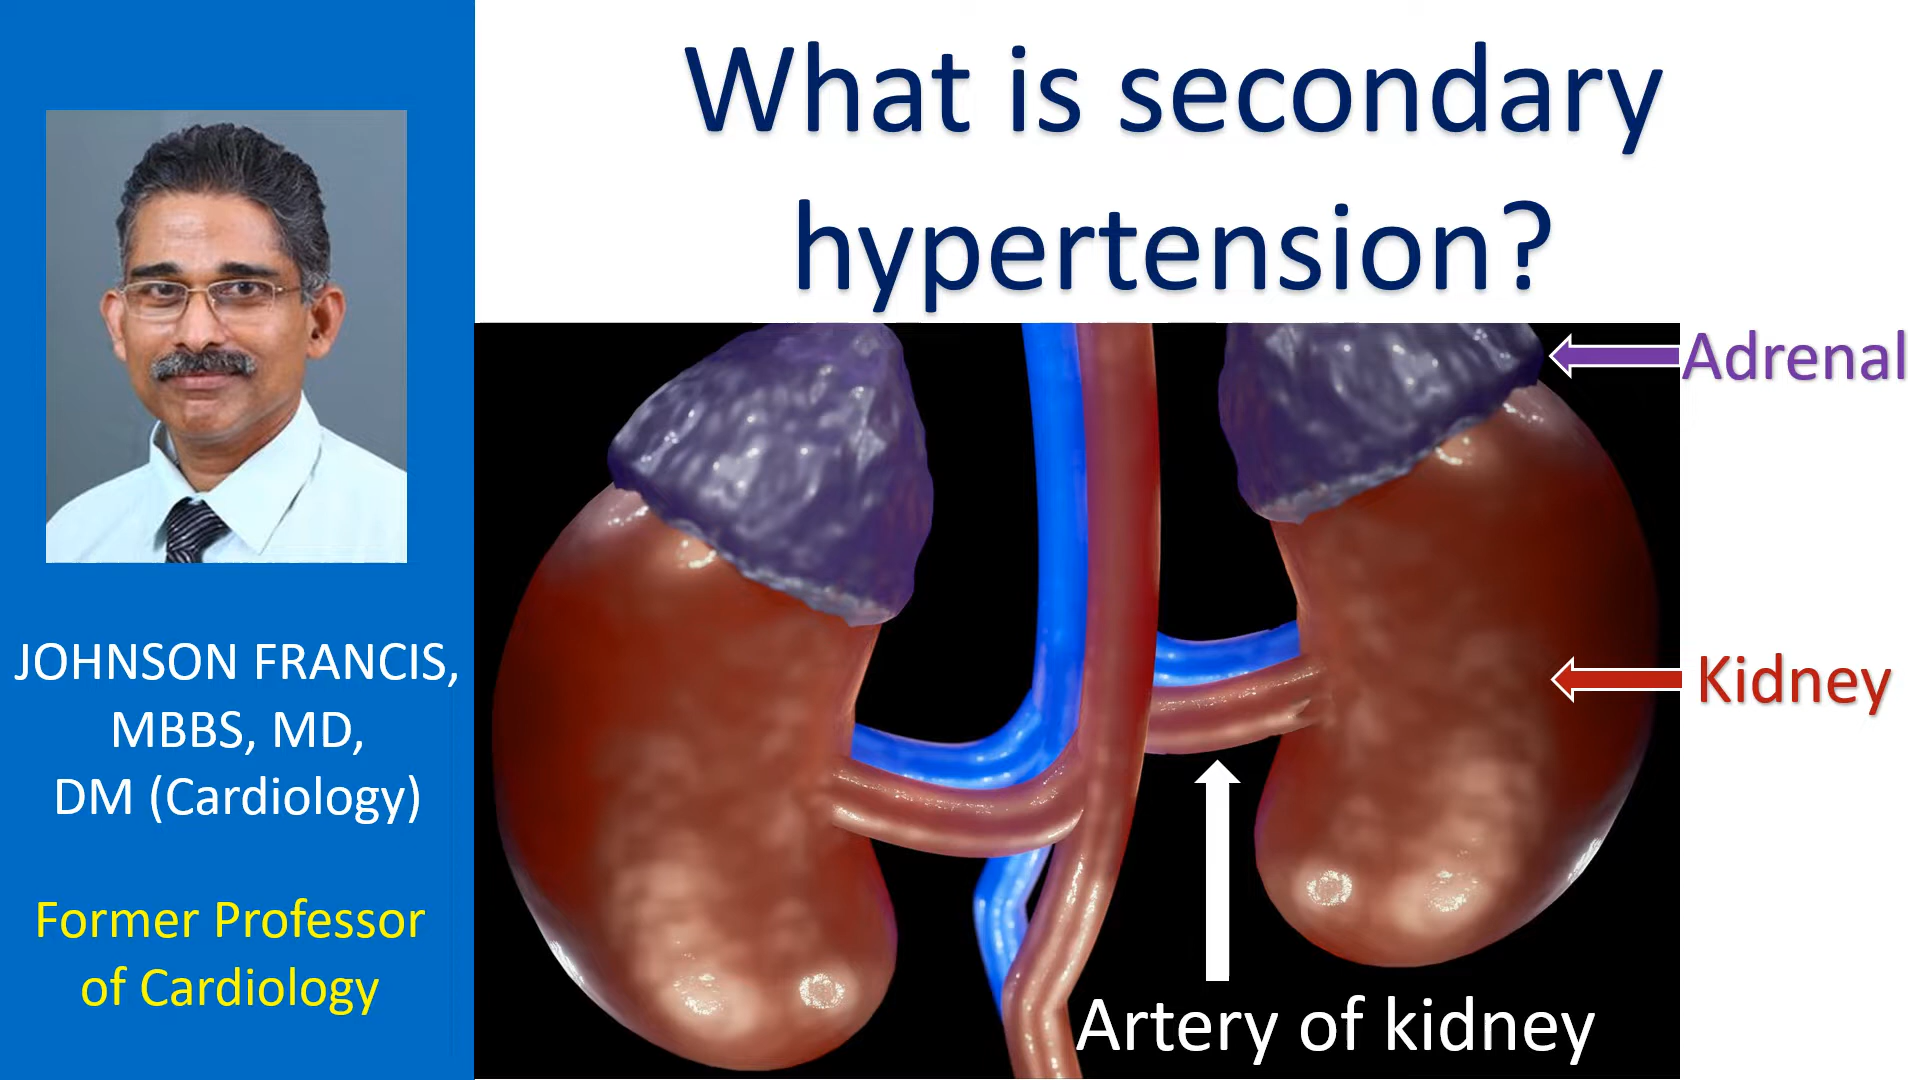 What is secondary
hypertension?
JOHNSON FRANCIS,
MBBS, MD,
DM (Cardiology)
Former Professor
of Cardiology
Adrenal
Kidney
Artery of kidney